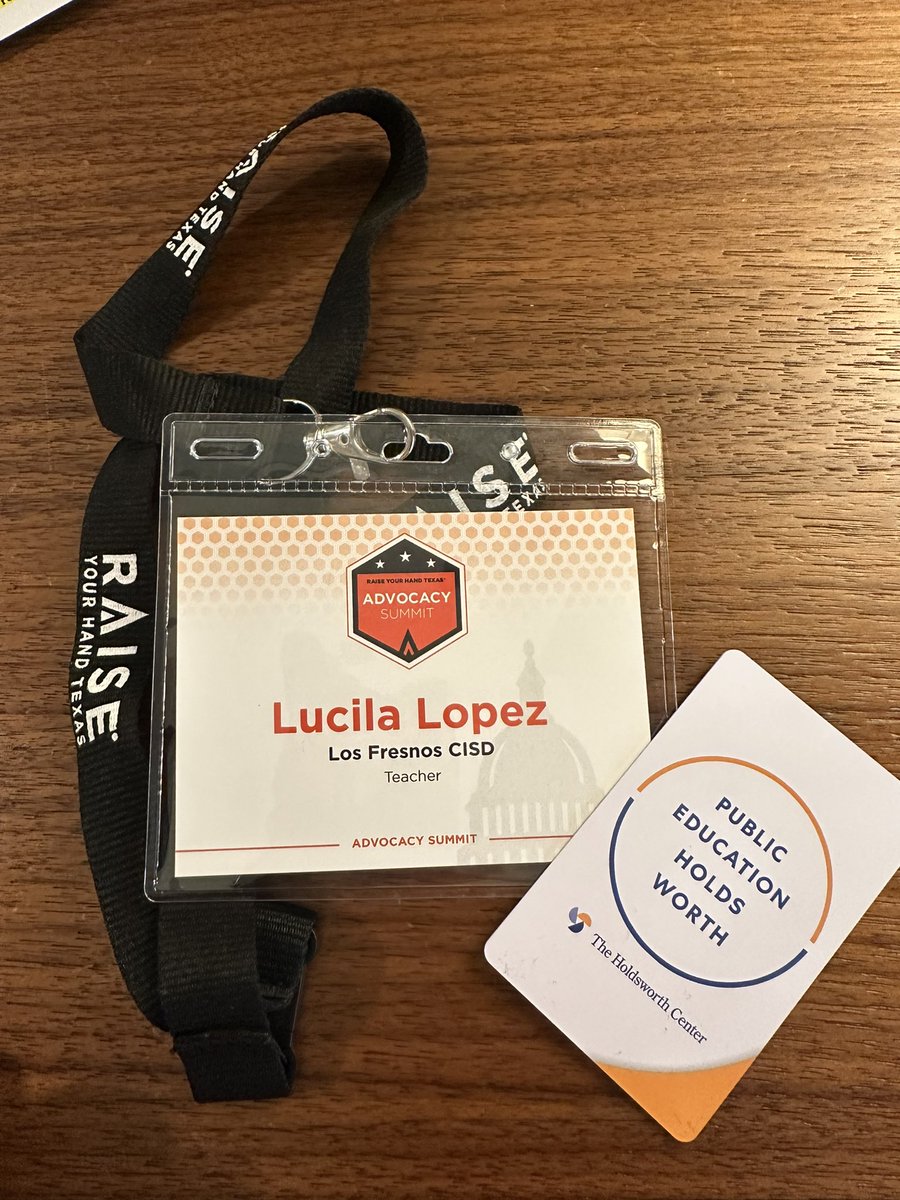 RAISE
HAND TEXAS
RAISE
YOUR HAND TEXAS
RAISE YOUR HAND TEXAS
ADVOCACY
SUMMIT
Lucila Lopez
Los Fresnos CISD
Teacher
ADVOCACY SUMMIT
PUBLIC
EDUCATION
HOLDS
WORTH
The Holdsworth Center